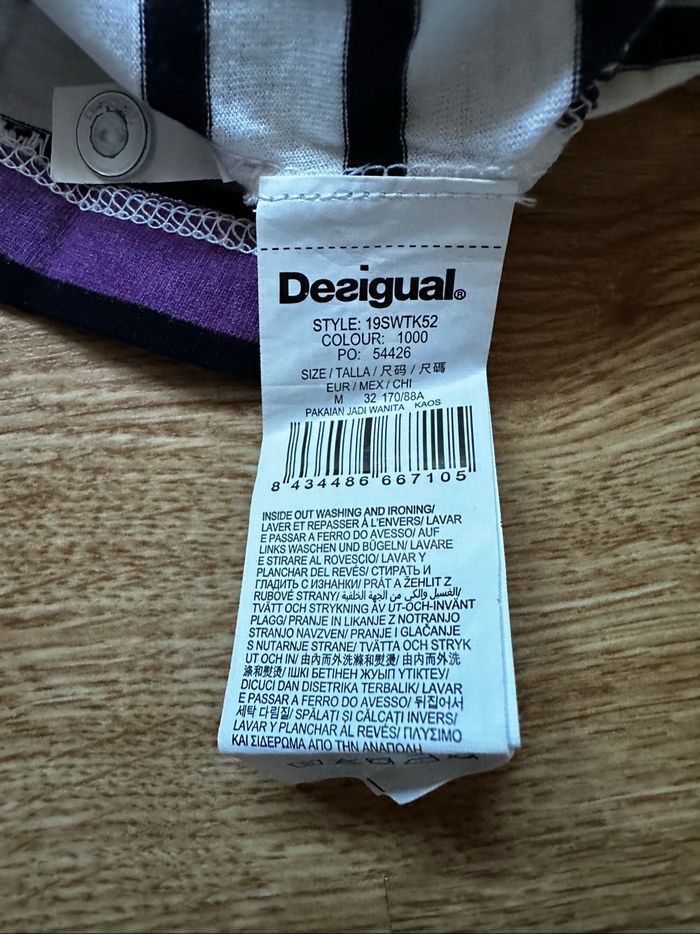 Desigual®
STYLE: 19SWTK52
COLOUR: 1000
PO: 54426
SIZE / TALLA / 尺码 / 尺碼
EUR / MEX / CHI
M 32 170/88A
PAKAIAN JADI WANITA KAOS
8 434486 667105
INSIDE OUT WASHING AND IRONING/
LAVER ET REPASSER À L'ENVERS/ LAVAR
E PASSAR A FERRO DO AVESSO/ AUF
LINKS WASCHEN UND BÜGELN/ LAVARE
E STIRARE AL ROVESCIO/ LAVAR Y
PLANCHAR DEL REVÉS/ СТИРАТЬ И
ГЛАДИТЬ С ИЗНАНКИ/ PRÁT A ŽEHLIT Z
RUBOVÉ STRANY/ الغسيل والكي من الجهة الخلفية/
TVÄTT OCH STRYKNING AV UT-OCH-INVÄNT
PLAGG/ PRANJE IN LIKANJE Z NOTRANJO
STRANJO NAVZVEN/ PRANJE I GLAČANJE
S NUTARNJE STRANE/ TVÄTTA OCH STRYK
UT OCH IN/ 由內而外洗滌和熨燙/ 由内而外洗
涤和熨烫/ ІШКІ БЕТІНЕН ЖУЫП ҮТІКТЕУ/
DICUCI DAN DISETRIKA TERBALIK/ LAVAR
E PASSAR A FERRO DO AVESSO/ 뒤집어서
세탁 다림질/ SPĂLAȚI ȘI CĂLCAȚI INVERS/
LAVAR Y PLANCHAR AL REVÉS/ ΠΛΥΣΙΜΟ
ΚΑΙ ΣΙΔΕΡΩΜΑ ΑΠΟ ΤΗΝ ΑΝΑΠΟΔΗ